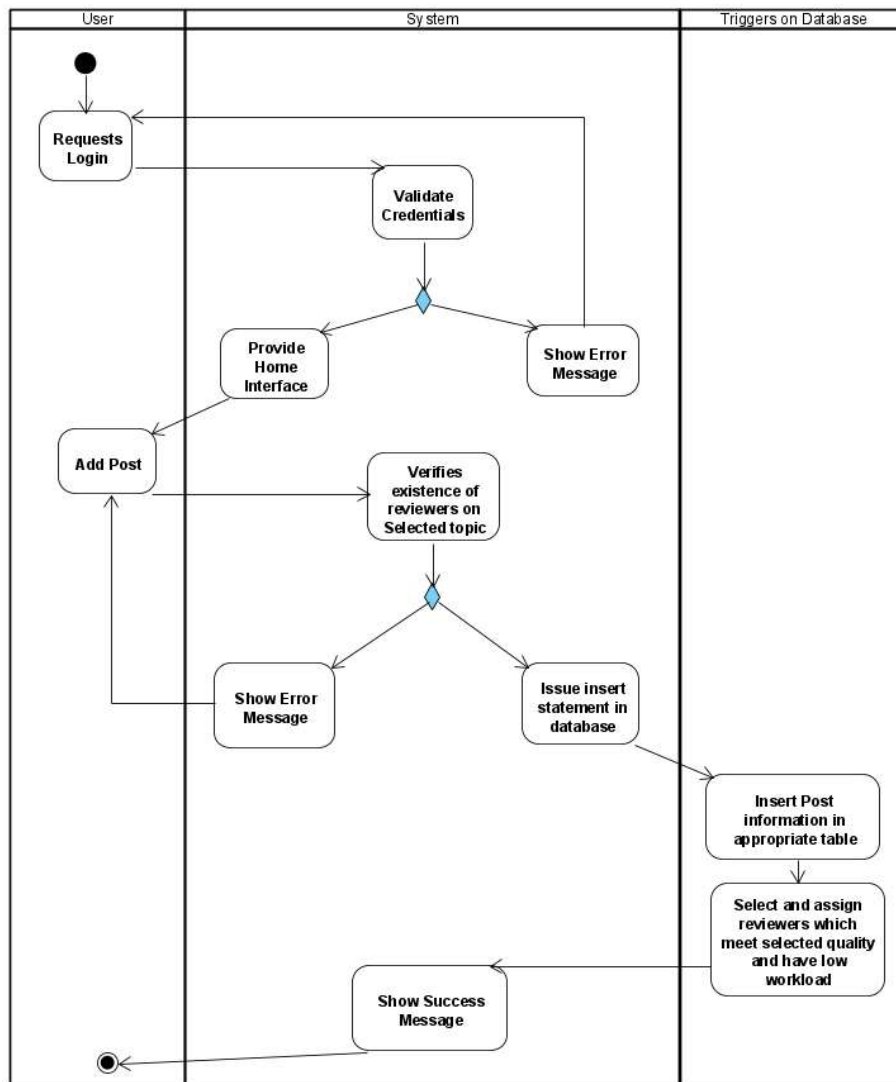 User
System
Triggers on Database
Requests
Login
Validate
Credentials
Provide
Home
Interface
Show Error
Message
Add Post
Verifies
existence of
reviewers on
Selected topic
Show Error
Message
Issue insert
statement in
database
Insert Post
information in
appropriate table
Select and assign
reviewers which
meet selected quality
and have low
workload
Show Success
Message